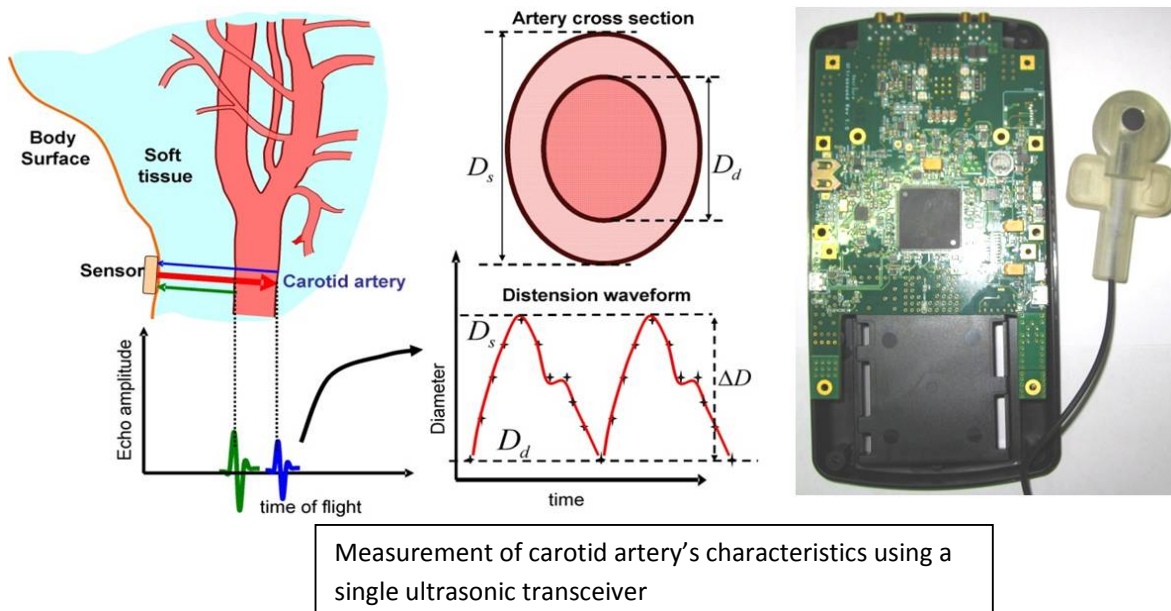 Body
Surface
Soft
tissue
Sensor
Carotid artery
Echo amplitude
time of flight
Artery cross section
D_s
D_d
Distension waveform
D_s
ΔD
D_d
Diameter
time
Measurement of carotid artery's characteristics using a
single ultrasonic transceiver